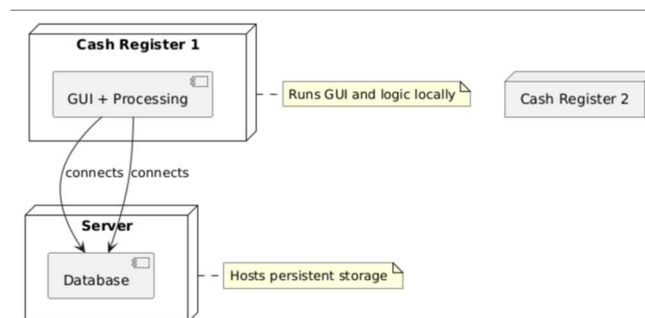 Cash Register 1
GUI + Processing
Runs GUI and logic locally
Cash Register 2
connects connects
Server
Database
Hosts persistent storage